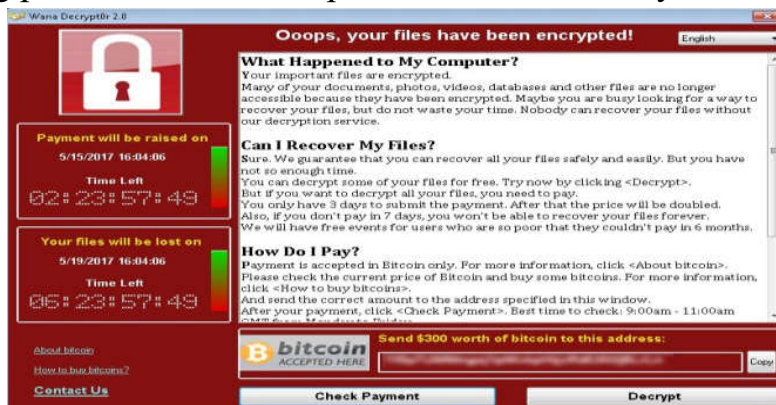 Wana Decrypt0r 2.0
Ooops, your files have been encrypted!
English
What Happened to My Computer?
Your important files are encrypted.
Many of your documents, photos, videos, databases and other files are no longer
accessible because they have been encrypted. Maybe you are busy looking for a way to
recover your files, but do not waste your time. Nobody can recover your files without
our decryption service.
Can I Recover My Files?
Sure. We guarantee that you can recover all your files safely and easily. But you have
not so enough time.
You can decrypt some of your files for free. Try now by clicking <Decrypt>.
But if you want to decrypt all your files, you need to pay.
You only have 3 days to submit the payment. After that the price will be doubled.
Also, if you don't pay in 7 days, you won't be able to recover your files forever.
We will have free events for users who are so poor that they couldn't pay in 6 months.
How Do I Pay?
Payment is accepted in Bitcoin only. For more information, click <About bitcoin>.
Please check the current price of Bitcoin and buy some bitcoins. For more information,
click <How to buy bitcoins>.
And send the correct amount to the address specified in this window.
After your payment, click <Check Payment>. Best time to check: 9:00am - 11:00am
Payment will be raised on
5/15/2017 16:04:06
Time Left
02:23:57:49
Your files will be lost on
5/19/2017 16:04:06
Time Left
06:23:57:49
About bitcoin
How to buy bitcoins?
Contact Us
bitcoin
ACCEPTED HERE
Send $300 worth of bitcoin to this address:
Copy
Check Payment
Decrypt